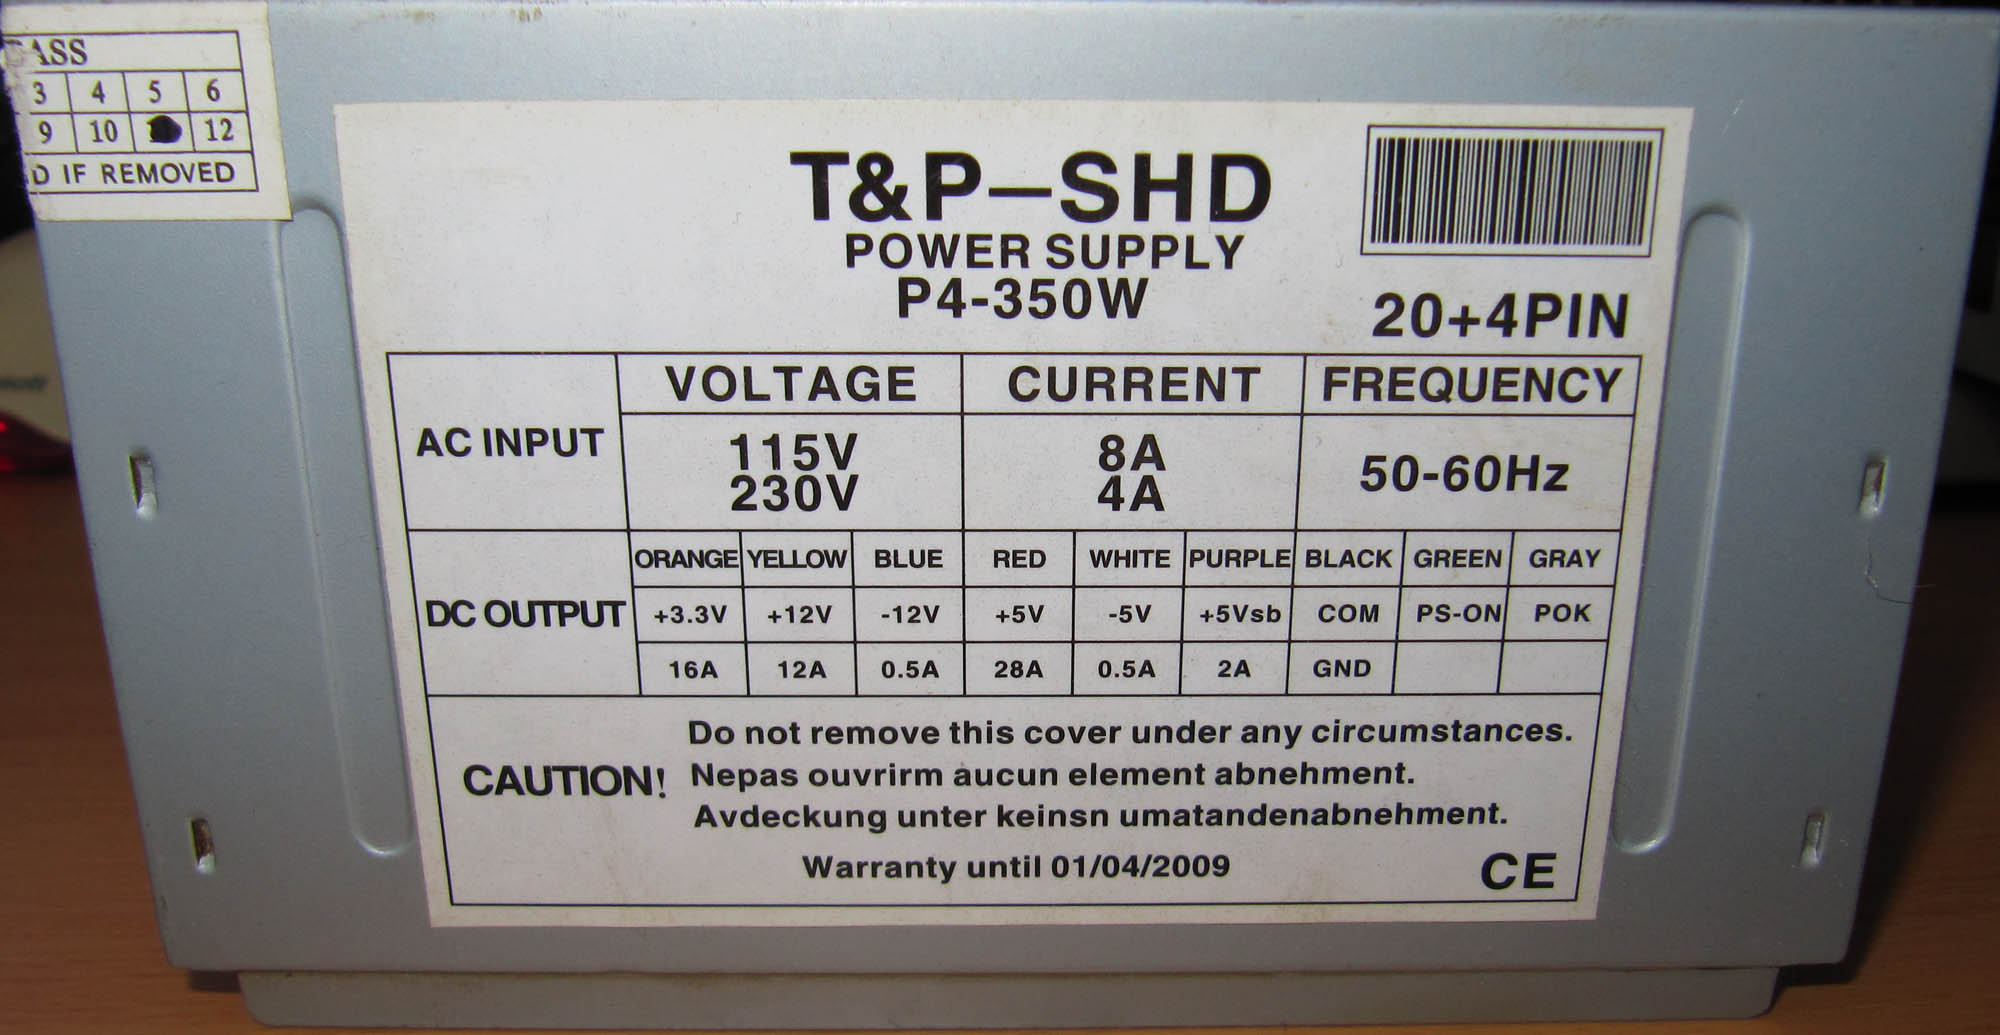 ASS
3 4 5 6
9 10 12
D IF REMOVED
T&P-SHD
POWER SUPPLY
P4-350W
20+4PIN
AC INPUT
VOLTAGE CURRENT FREQUENCY
115V 8A 50-60Hz
230V 4A
DC OUTPUT
ORANGE YELLOW BLUE RED WHITE PURPLE BLACK GREEN GRAY
+3.3V +12V -12V +5V -5V +5Vsb COM PS-ON POK
16A 12A 0.5A 28A 0.5A 2A GND
CAUTION!
Do not remove this cover under any circumstances.
Nepas ouvrirm aucun element abnehment.
Avdeckung unter keinsn umatandenabnehment.
Warranty until 01/04/2009
CE